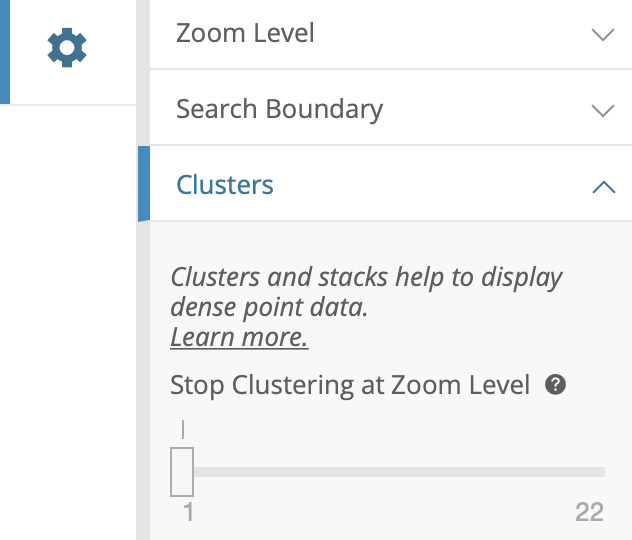 Zoom Level
Search Boundary
Clusters
Clusters and stacks help to display
dense point data.
Learn more.
Stop Clustering at Zoom Level ?
1 22